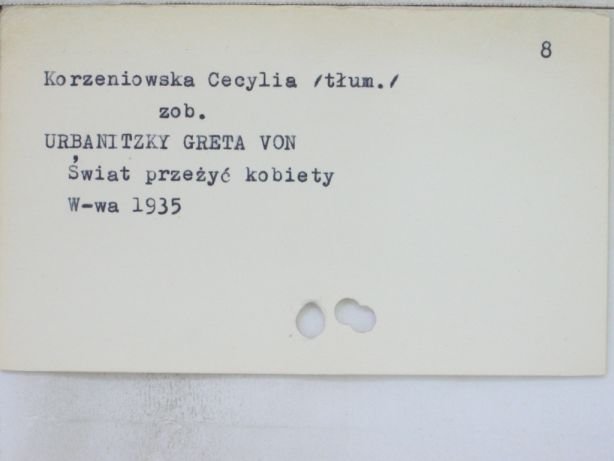 8
Korzeniowska Cecylia /tłum./
zob.
URBANITZKY GRETA VON
Świat przeżyć kobiety
W-wa 1935